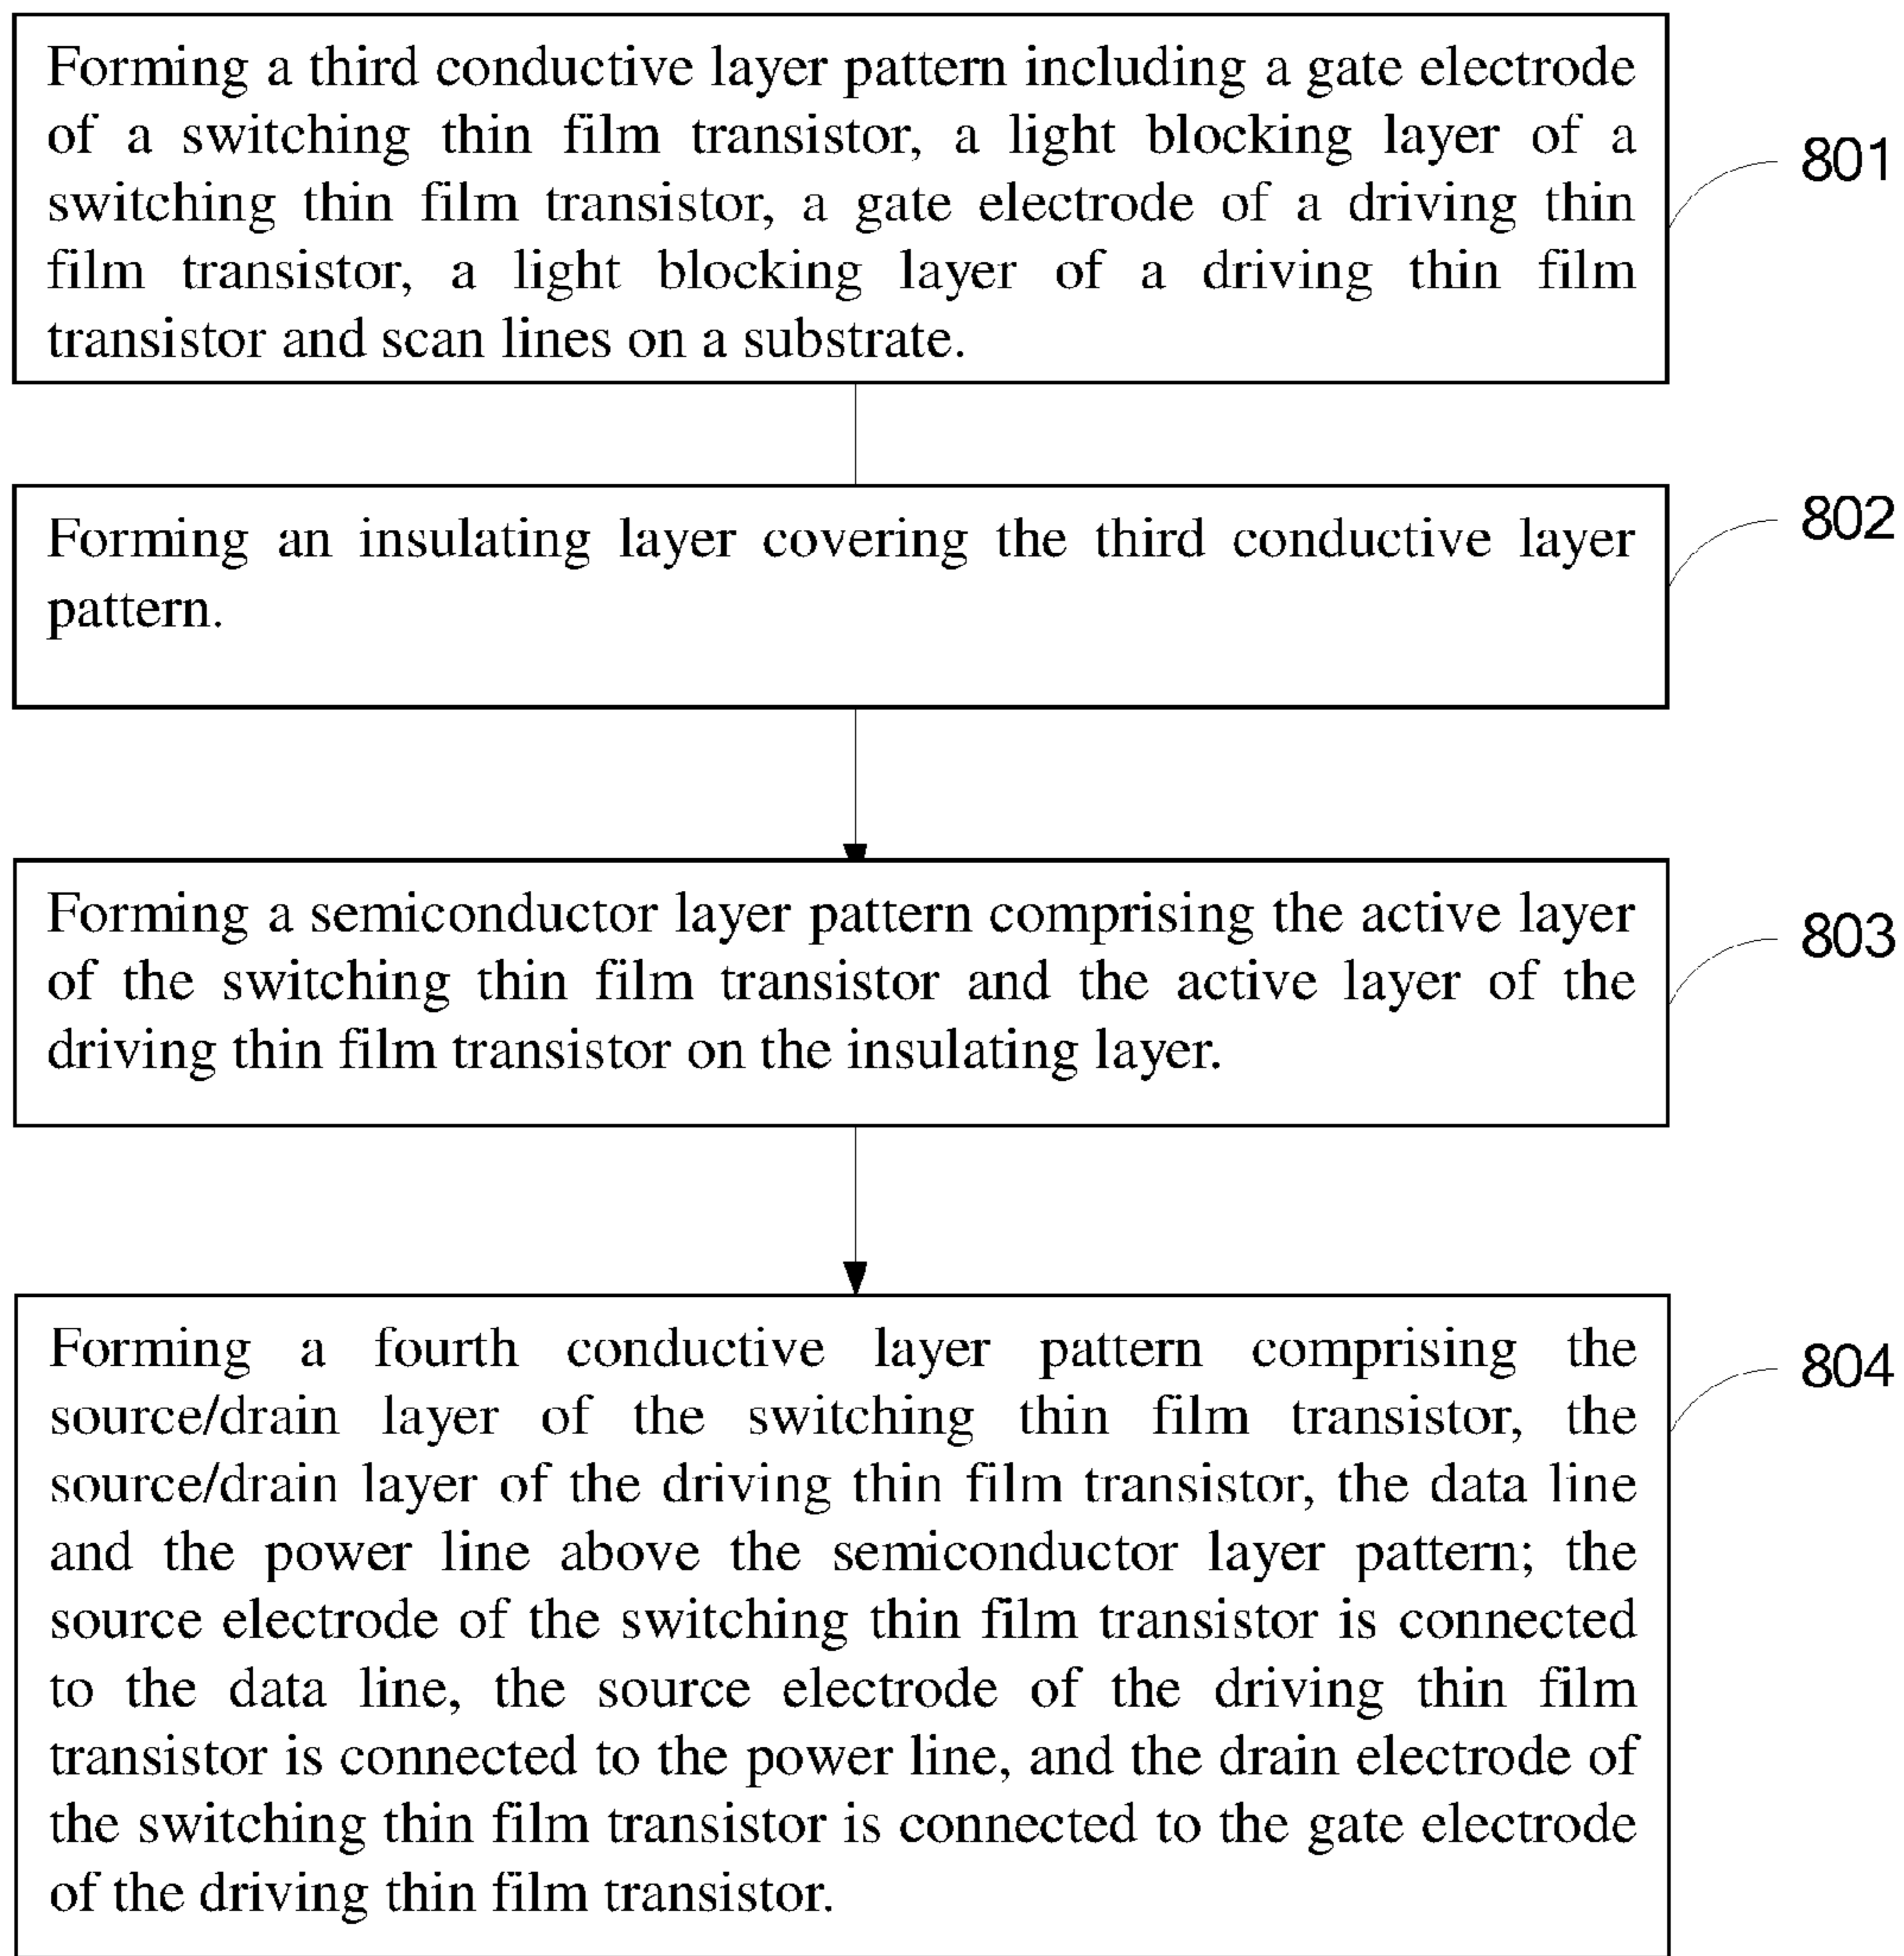 Forming a third conductive layer pattern including a gate electrode
of a switching thin film transistor, a light blocking layer of a
switching thin film transistor, a gate electrode of a driving thin
film transistor, a light blocking layer of a driving thin film
transistor and scan lines on a substrate.
801
Forming an insulating layer covering the third conductive layer
pattern.
802
Forming a semiconductor layer pattern comprising the active layer
of the switching thin film transistor and the active layer of the
driving thin film transistor on the insulating layer.
803
Forming a fourth conductive layer pattern comprising the
source/drain layer of the switching thin film transistor, the
source/drain layer of the driving thin film transistor, the data line
and the power line above the semiconductor layer pattern; the
source electrode of the switching thin film transistor is connected
to the data line, the source electrode of the driving thin film
transistor is connected to the power line, and the drain electrode of
the switching thin film transistor is connected to the gate electrode
of the driving thin film transistor.
804